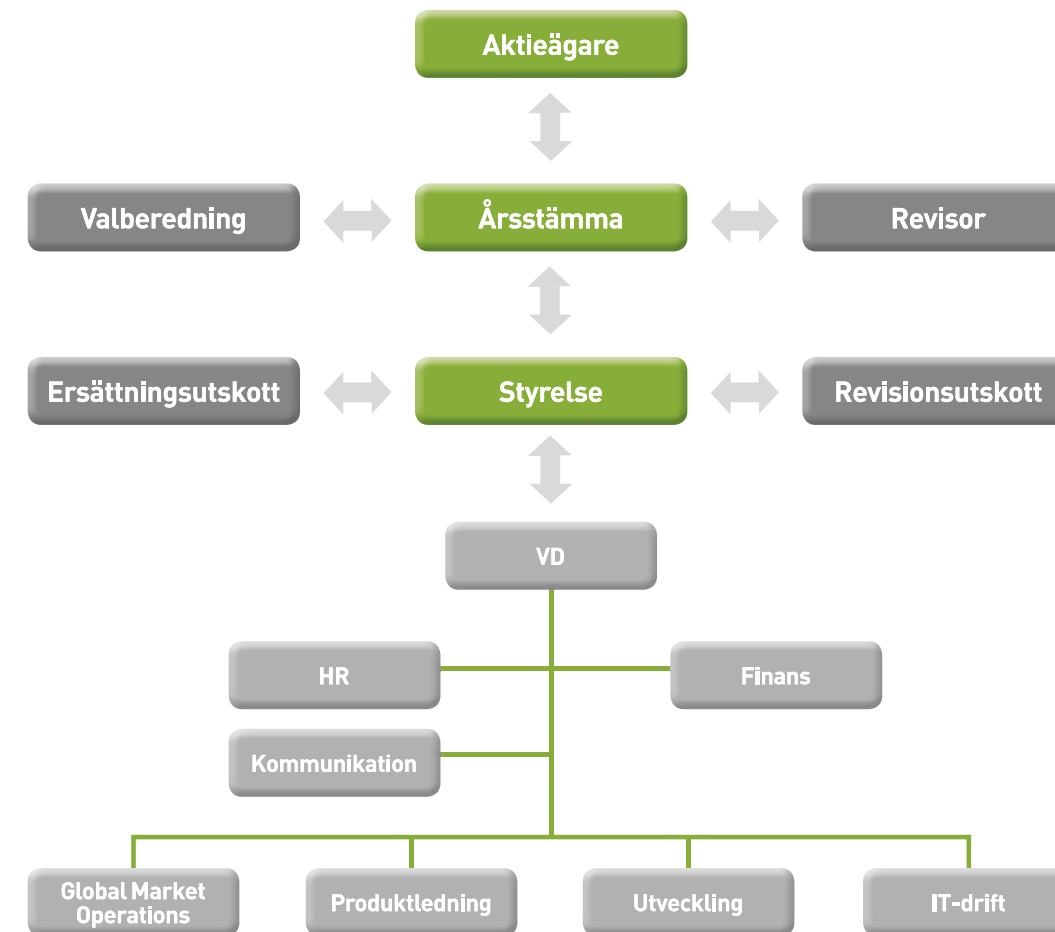 Aktieägare
Valberedning
Årsstämma
Revisor
Ersättningsutskott
Styrelse
Revisionsutskott
VD
HR
Finans
Kommunikation
Global Market
Operations
Produktledning
Utveckling
IT-drift